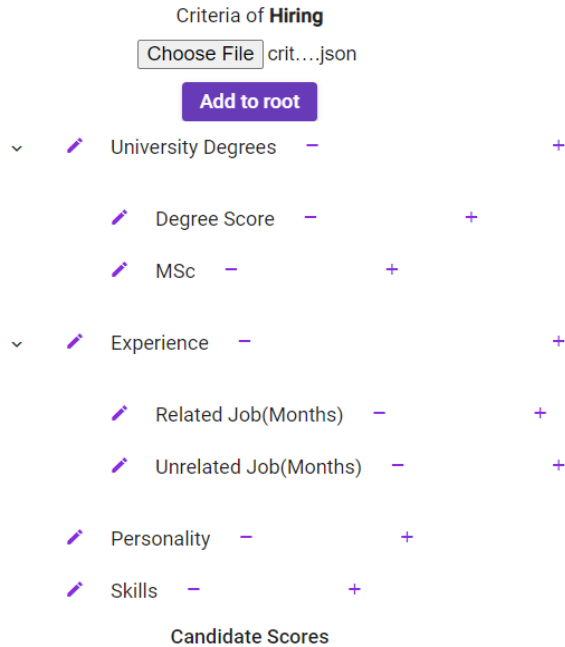 Criteria of Hiring
Choose File crit....json
Add to root
University Degrees
Degree Score
MSc
Experience
Related Job(Months)
Unrelated Job(Months)
Personality
Skills
Candidate Scores